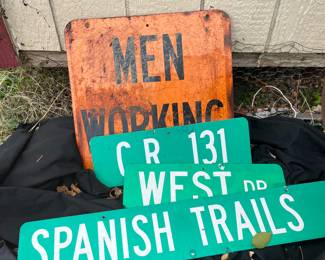 MEN
WORKING
C R 131
WEST DR
SPANISH TRAILS